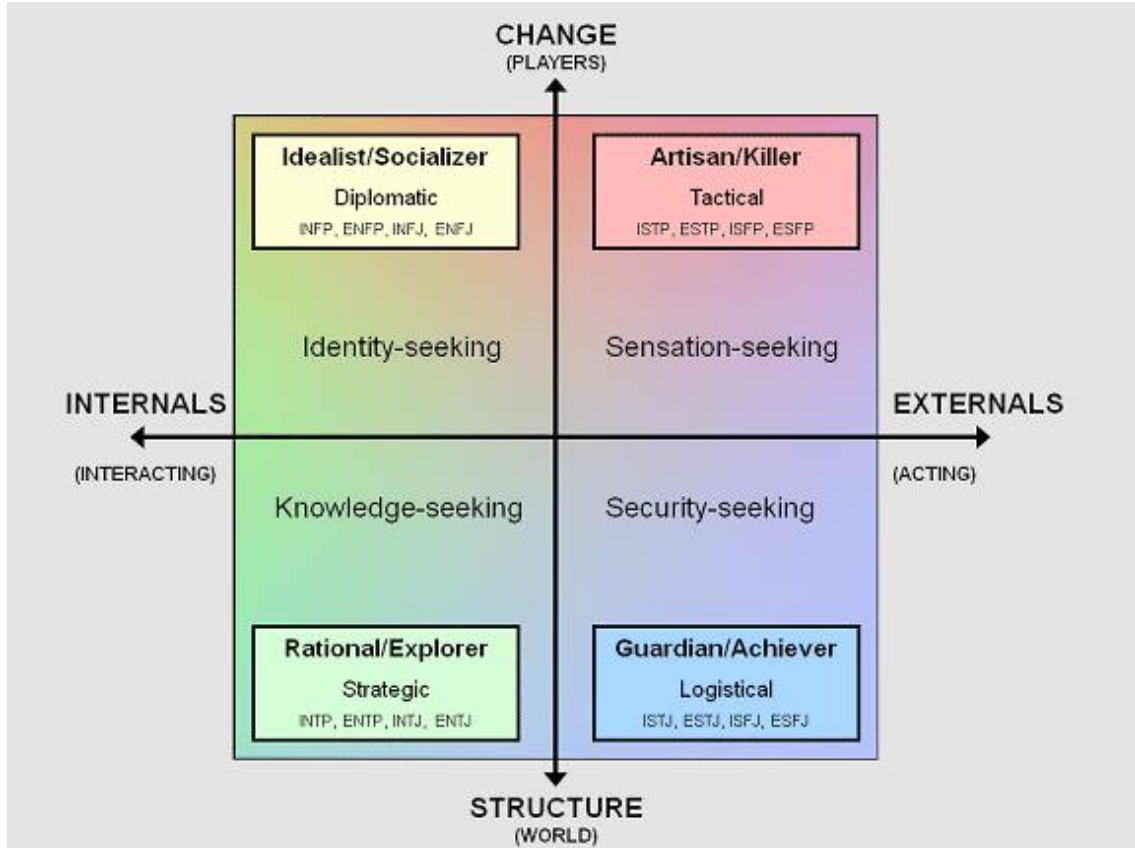 CHANGE
(PLAYERS)
Idealist/Socializer
Diplomatic
INFP, ENFP, INFJ, ENFJ
Artisan/Killer
Tactical
ISTP, ESTP, ISFP, ESFP
Identity-seeking
Sensation-seeking
INTERNALS
(INTERACTING)
EXTERNALS
(ACTING)
Knowledge-seeking
Security-seeking
Rational/Explorer
Strategic
INTP, ENTP, INTJ, ENTJ
Guardian/Achiever
Logistical
ISTJ, ESTJ, ISFJ, ESFJ
STRUCTURE
(WORLD)